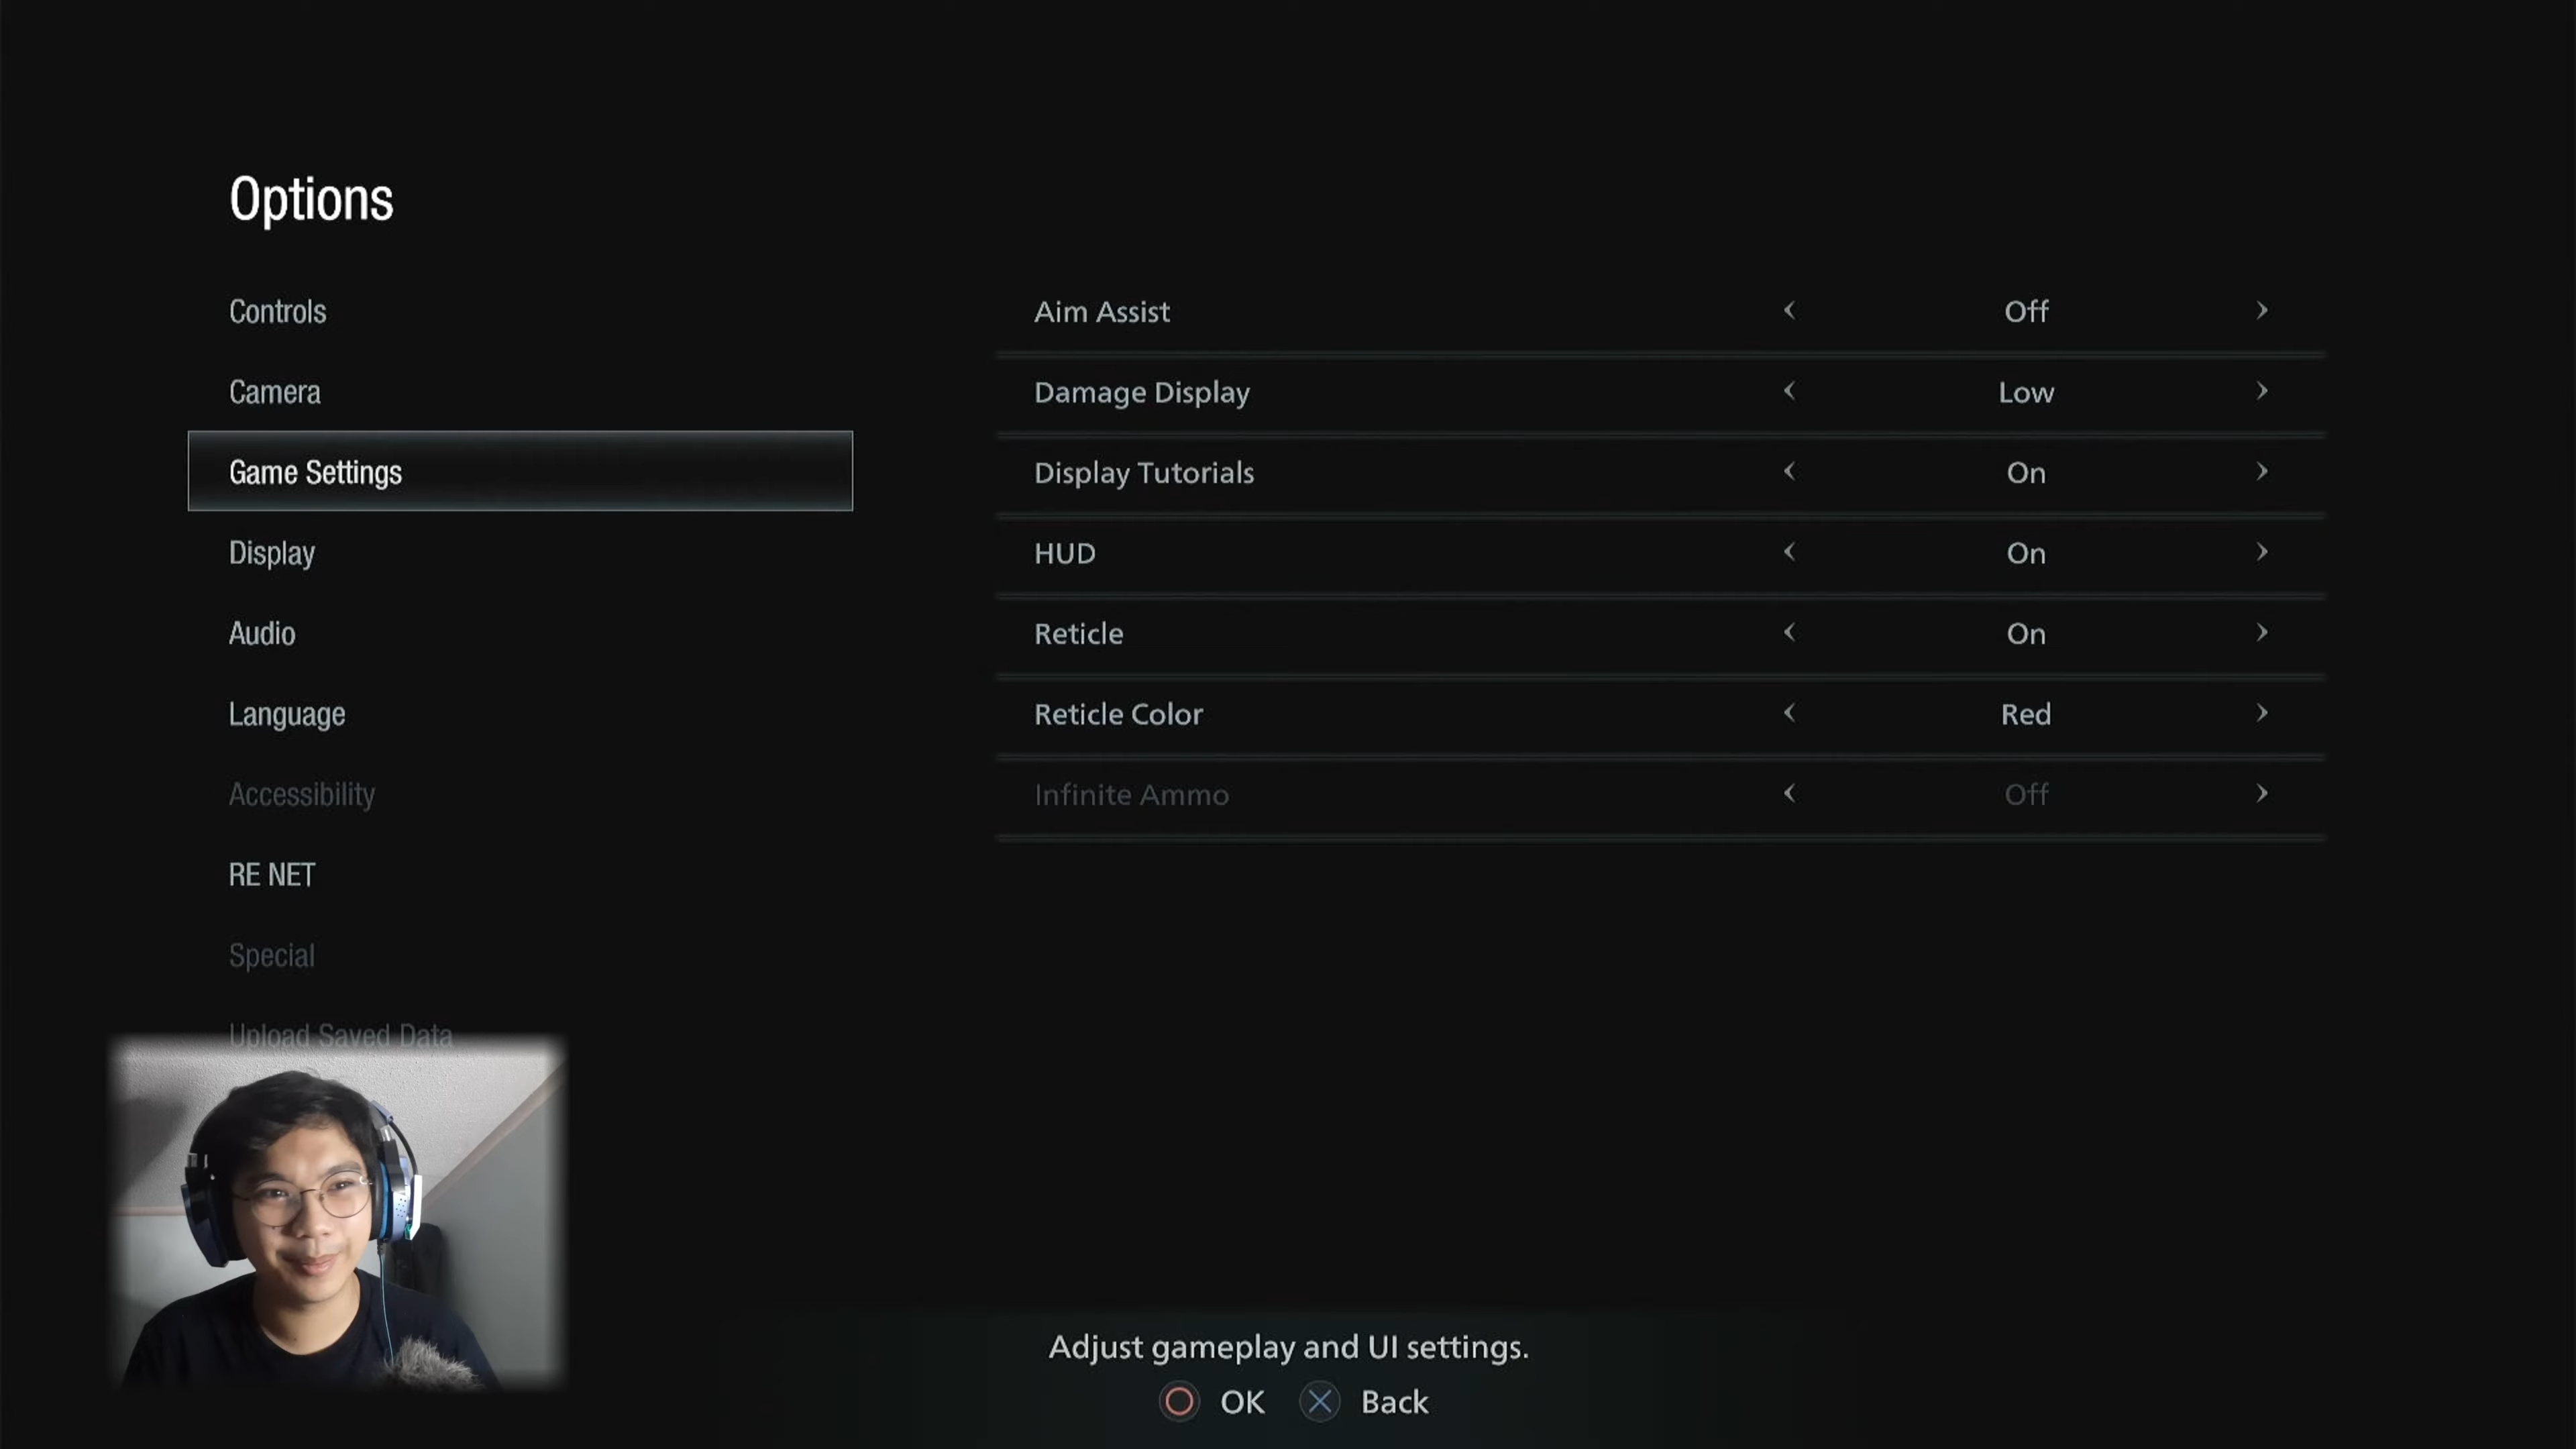 Options
Controls
Camera
Game Settings
Display
Audio
Language
Accessibility
RE NET
Special
Upload Saved Data
Aim Assist Off
Damage Display Low
Display Tutorials On
HUD On
Reticle On
Reticle Color Red
Infinite Ammo Off
Adjust gameplay and UI settings.
OK Back